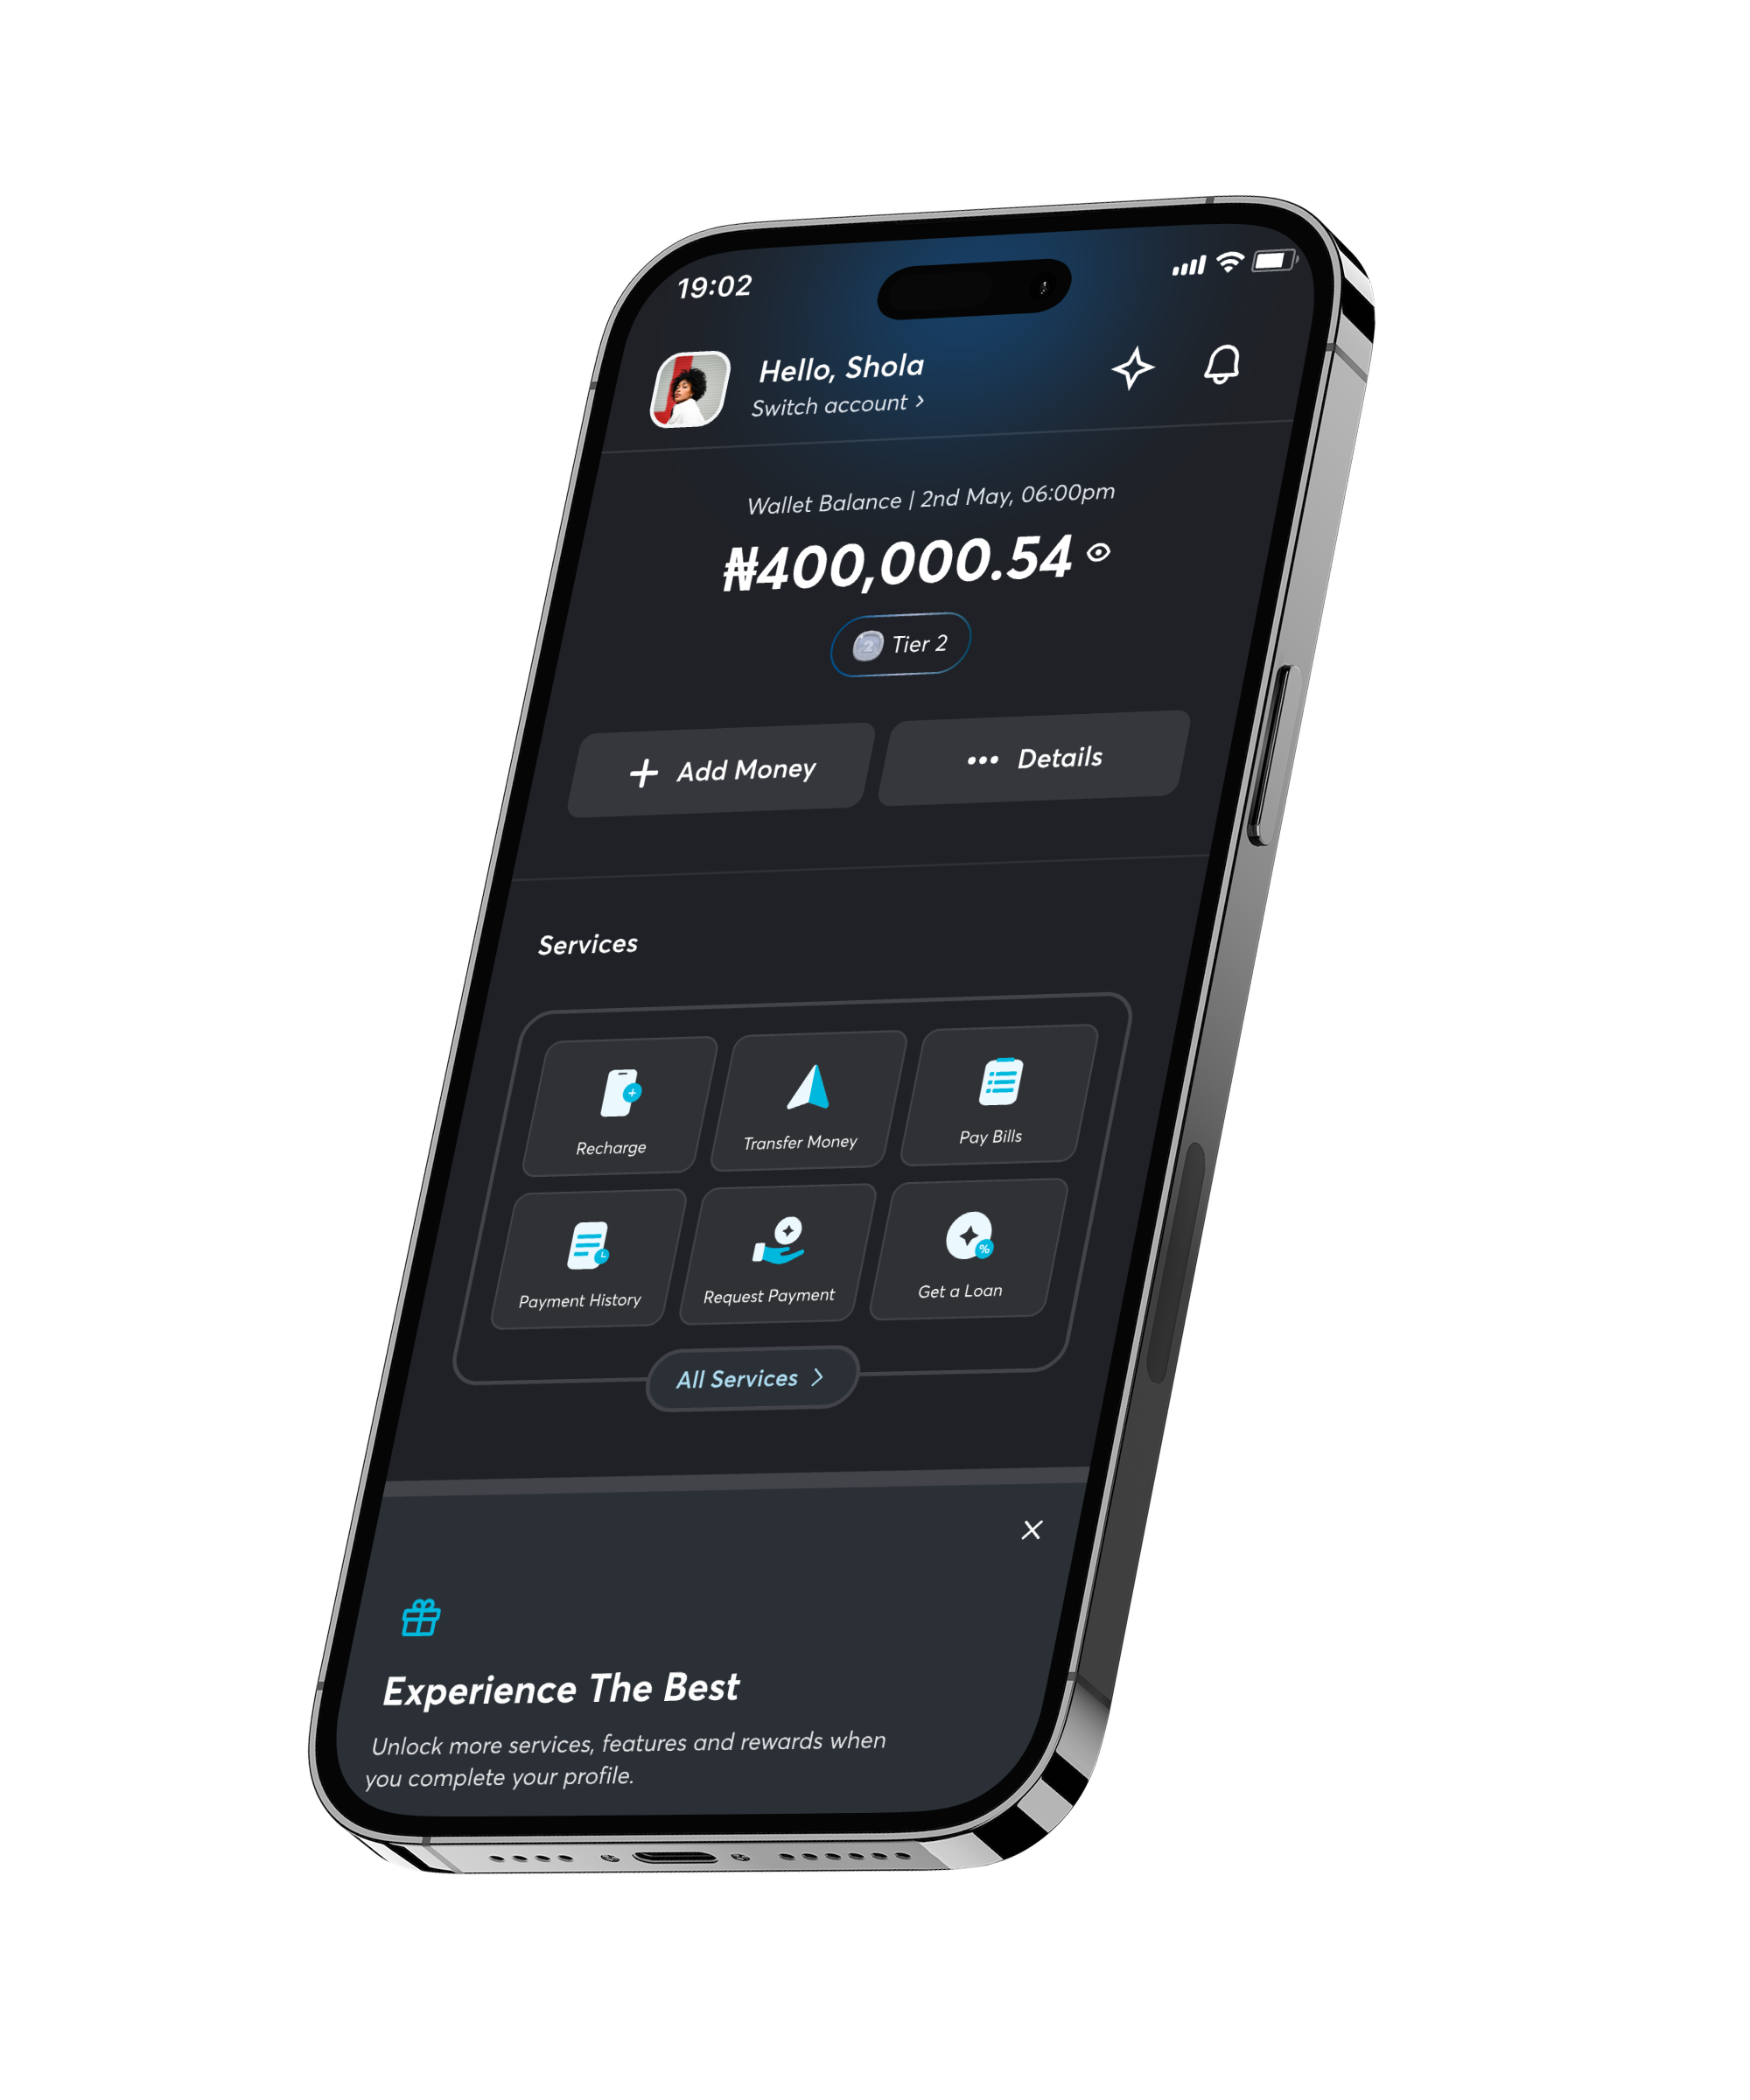 19:02
Hello, Shola
Switch account >
Wallet Balance | 2nd May, 06:00pm
₦400,000.54
2 Tier 2
+ Add Money
••• Details
Services
Recharge
Transfer Money
Pay Bills
Payment History
Request Payment
Get a Loan
All Services >
Experience The Best
Unlock more services, features and rewards when
you complete your profile.